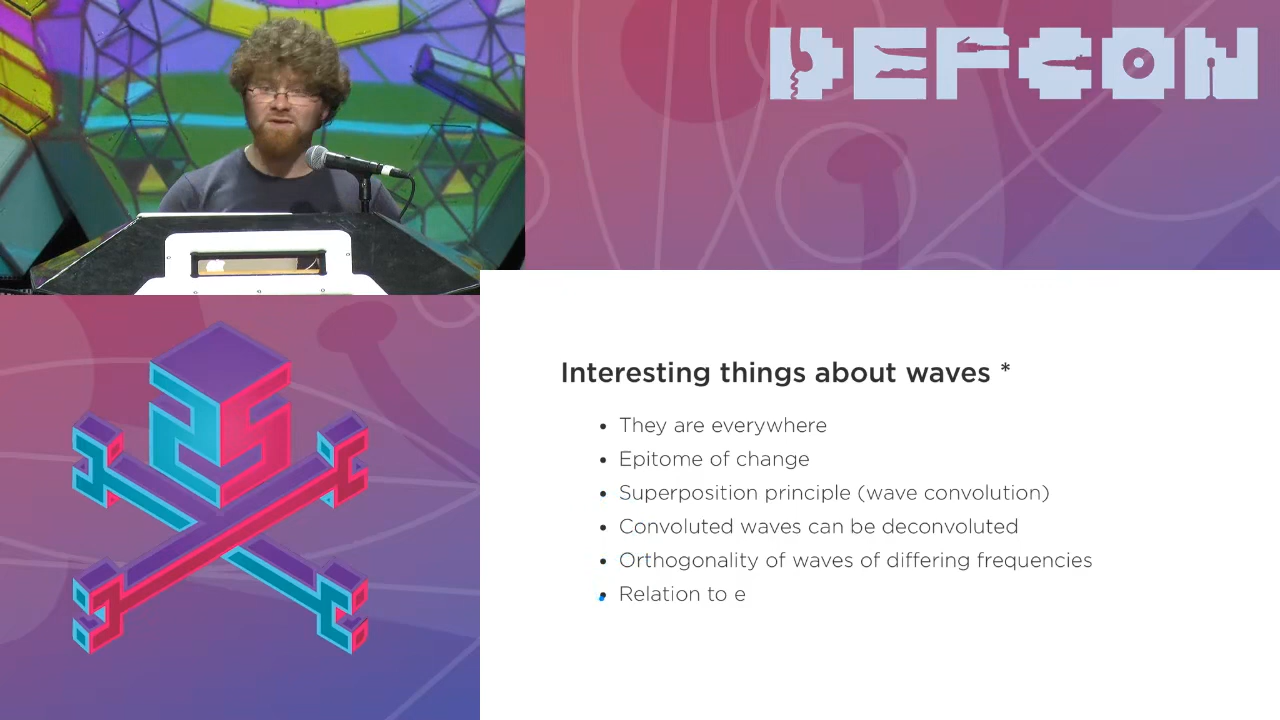 DEFCON
Interesting things about waves *
• They are everywhere
• Epitome of change
• Superposition principle (wave convolution)
• Convoluted waves can be deconvoluted
• Orthogonality of waves of differing frequencies
• Relation to e